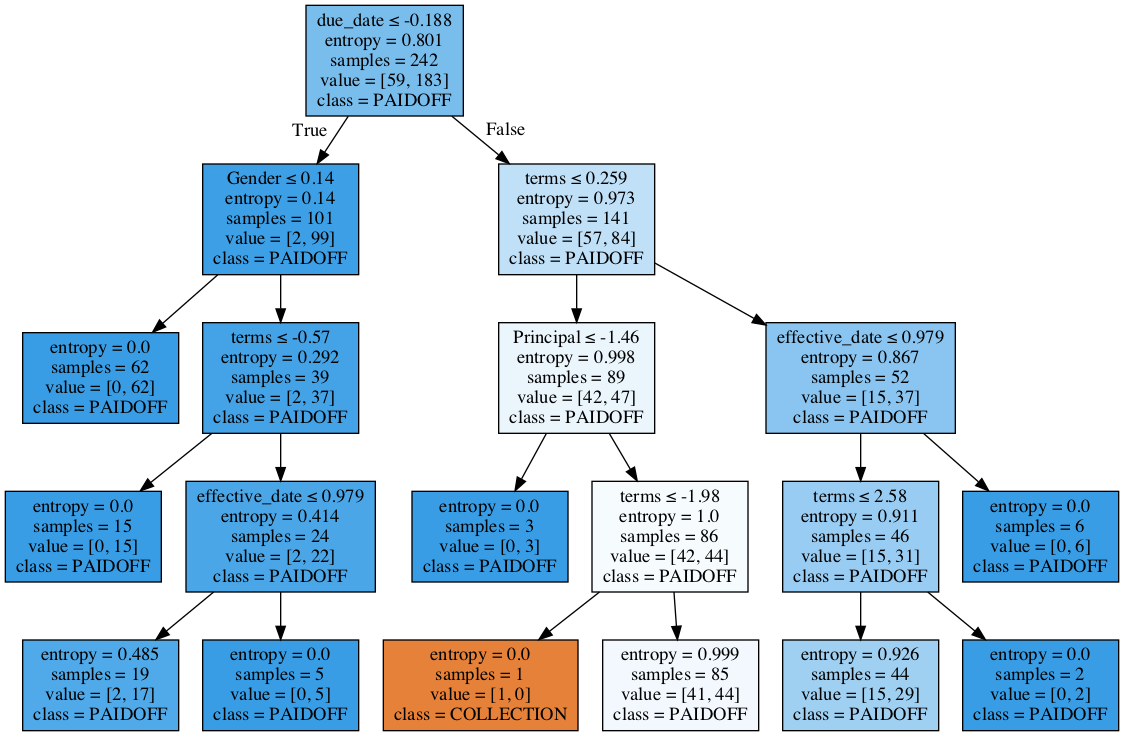 due_date ≤ -0.188
entropy = 0.801
samples = 242
value = [59, 183]
class = PAIDOFF
True
False
Gender ≤ 0.14
entropy = 0.14
samples = 101
value = [2, 99]
class = PAIDOFF
terms ≤ 0.259
entropy = 0.973
samples = 141
value = [57, 84]
class = PAIDOFF
entropy = 0.0
samples = 62
value = [0, 62]
class = PAIDOFF
terms ≤ -0.57
entropy = 0.292
samples = 39
value = [2, 37]
class = PAIDOFF
Principal ≤ -1.46
entropy = 0.998
samples = 89
value = [42, 47]
class = PAIDOFF
effective_date ≤ 0.979
entropy = 0.867
samples = 52
value = [15, 37]
class = PAIDOFF
entropy = 0.0
samples = 15
value = [0, 15]
class = PAIDOFF
effective_date ≤ 0.979
entropy = 0.414
samples = 24
value = [2, 22]
class = PAIDOFF
entropy = 0.0
samples = 3
value = [0, 3]
class = PAIDOFF
terms ≤ -1.98
entropy = 1.0
samples = 86
value = [42, 44]
class = PAIDOFF
terms ≤ 2.58
entropy = 0.911
samples = 46
value = [15, 31]
class = PAIDOFF
entropy = 0.0
samples = 6
value = [0, 6]
class = PAIDOFF
entropy = 0.485
samples = 19
value = [2, 17]
class = PAIDOFF
entropy = 0.0
samples = 5
value = [0, 5]
class = PAIDOFF
entropy = 0.0
samples = 1
value = [1, 0]
class = COLLECTION
entropy = 0.999
samples = 85
value = [41, 44]
class = PAIDOFF
entropy = 0.926
samples = 44
value = [15, 29]
class = PAIDOFF
entropy = 0.0
samples = 2
value = [0, 2]
class = PAIDOFF